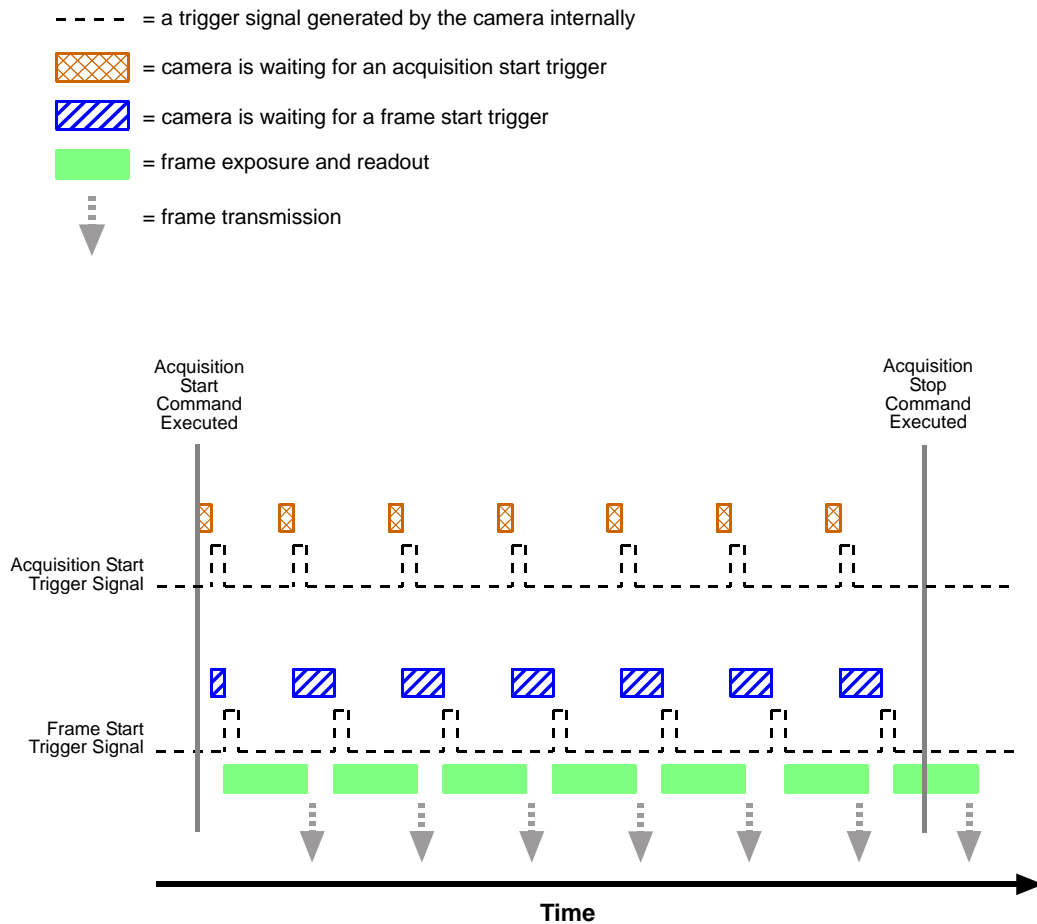 = a trigger signal generated by the camera internally
= camera is waiting for an acquisition start trigger
= camera is waiting for a frame start trigger
= frame exposure and readout
= frame transmission
Acquisition
Start
Command
Executed
Acquisition
Stop
Command
Executed
Acquisition Start
Trigger Signal
Frame Start
Trigger Signal
Time